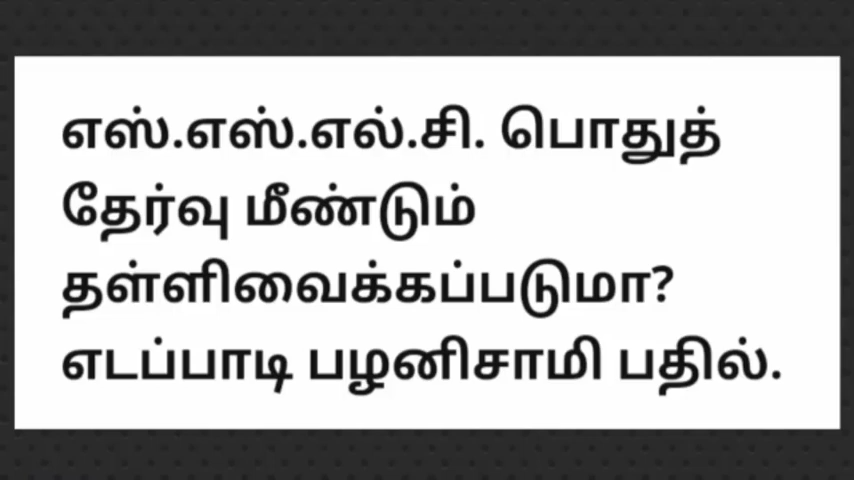 எஸ்.எஸ்.எல்.சி. பொதுத்
தேர்வு மீண்டும்
தள்ளிவைக்கப்படுமா?
எடப்பாடி பழனிசாமி பதில்.